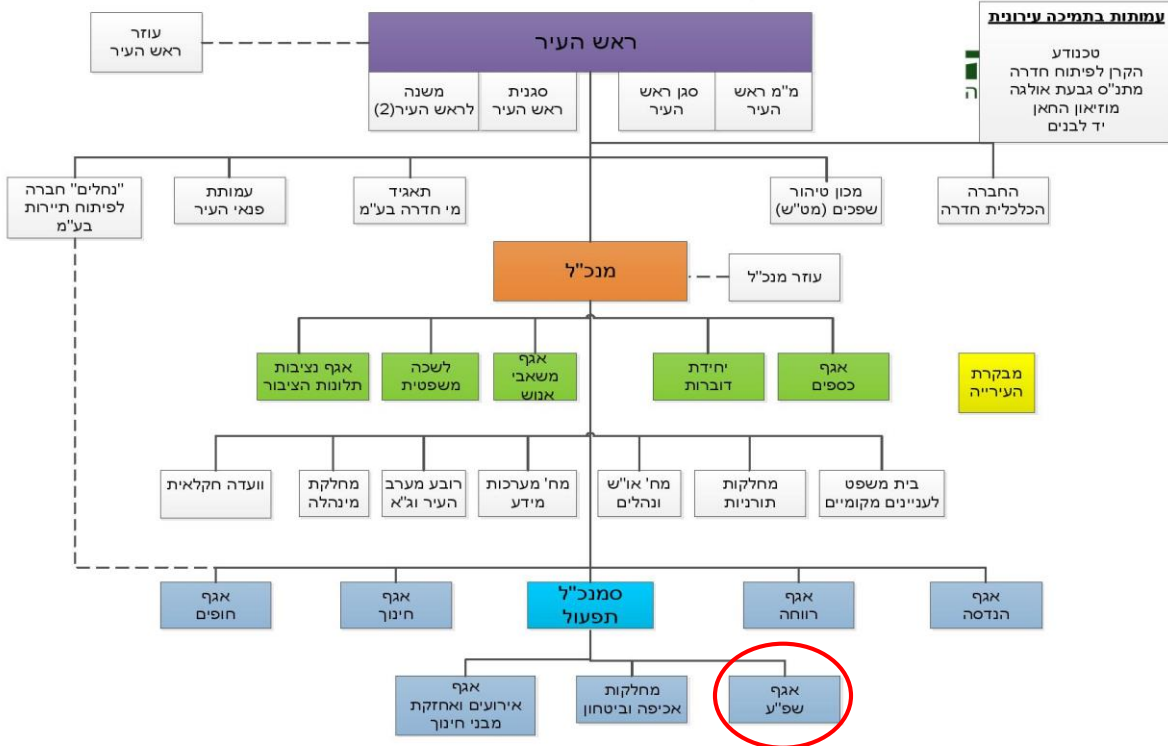 עמותות בתמיכה עירונית
טכנודע
הקרן לפיתוח חדרה
מתנ"ס גבעת אולגה
מוזיאון החאן
יד לבנים
ה
ראש העיר
עוזר
ראש העיר
מ"מ ראש
העיר
סגן ראש
העיר
סגנית
ראש העיר
משנה
לראש העיר(2)
החברה
הכלכלית חדרה
מכון טיהור
שפכים (מט"ש)
תאגיד
מי חדרה בע"מ
עמותת
פנאי העיר
"נחלים" חברה
לפיתוח תיירות
בע"מ
מנכ"ל
עוזר מנכ"ל
מבקרת
העירייה
אגף
כספים
יחידת
דוברות
אגף
משאבי
אנוש
לשכה
משפטית
אגף נציבות
תלונות הציבור
בית משפט
לעניינים מקומיים
מחלקות
תורניות
מח' או"ש
ונהלים
מח' מערכות
מידע
רובע מערב
העיר וג"א
מחלקת
מינהלה
וועדה חקלאית
אגף
הנדסה
אגף
רווחה
סמנכ"ל
תפעול
אגף
חינוך
אגף
חופים
אגף
שפ"ע
מחלקות
אכיפה וביטחון
אגף
אירועים ואחזקת
מבני חינוך